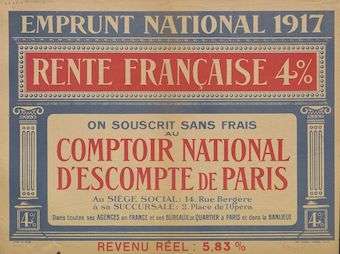 EMPRUNT NATIONAL 1917
RENTE FRANÇAISE 4%
ON SOUSCRIT SANS FRAIS
AU
COMPTOIR NATIONAL
D'ESCOMPTE DE PARIS
Au SIÈGE SOCIAL: 14, Rue Bergère
à sa SUCCURSALE: 2, Place de l'Opéra
4%
4%
Dans toutes ses AGENCES en FRANCE et ses BUREAUX de QUARTIER à PARIS et dans la BANLIEUE
REVENU RÉEL: 5,83 %